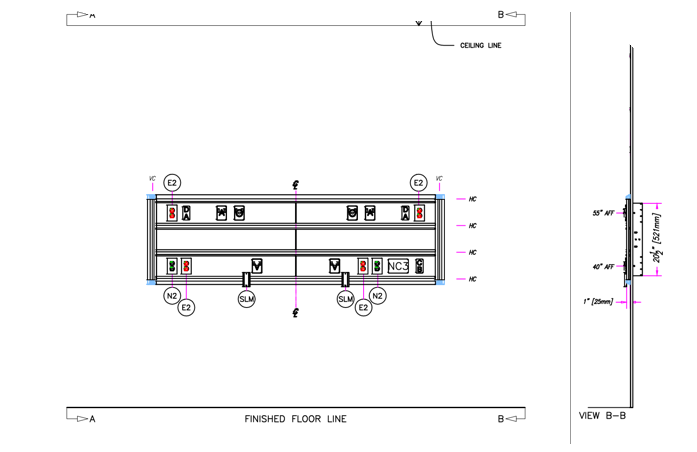 A
B
CEILING LINE
VC
E2
℄
E2
VC
HC
D
A
D
A
HC
HC
NC3
HC
N2
E2
SLM
SLM
E2
N2
℄
55" AFF
40" AFF
20½" [521mm]
1" [25mm]
A
FINISHED FLOOR LINE
B
VIEW B-B